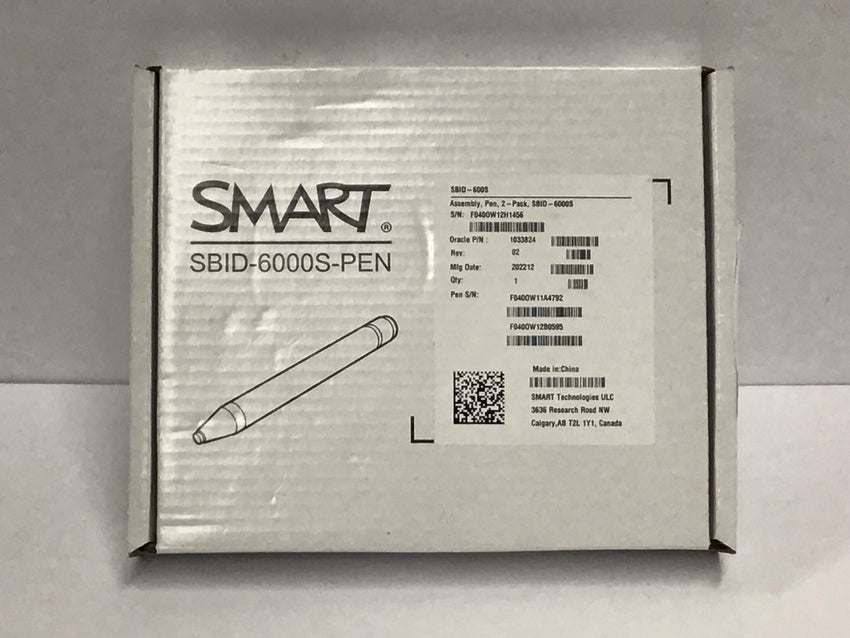 SMART®
SBID-6000S-PEN
SBID-600S
Assembly, Pen, 2-Pack, SBID-6000S
S/N: F040OW12H1456
Oracle P/N : 1033824
Rev: 02
Mfg Date: 202212
Qty: 1
Pen S/N: F040OW11A4792
F040OW12B0595
Made in:China
SMART Technologies ULC
3636 Research Rosd NW
Calgary,AB T2L 1Y1, Canada